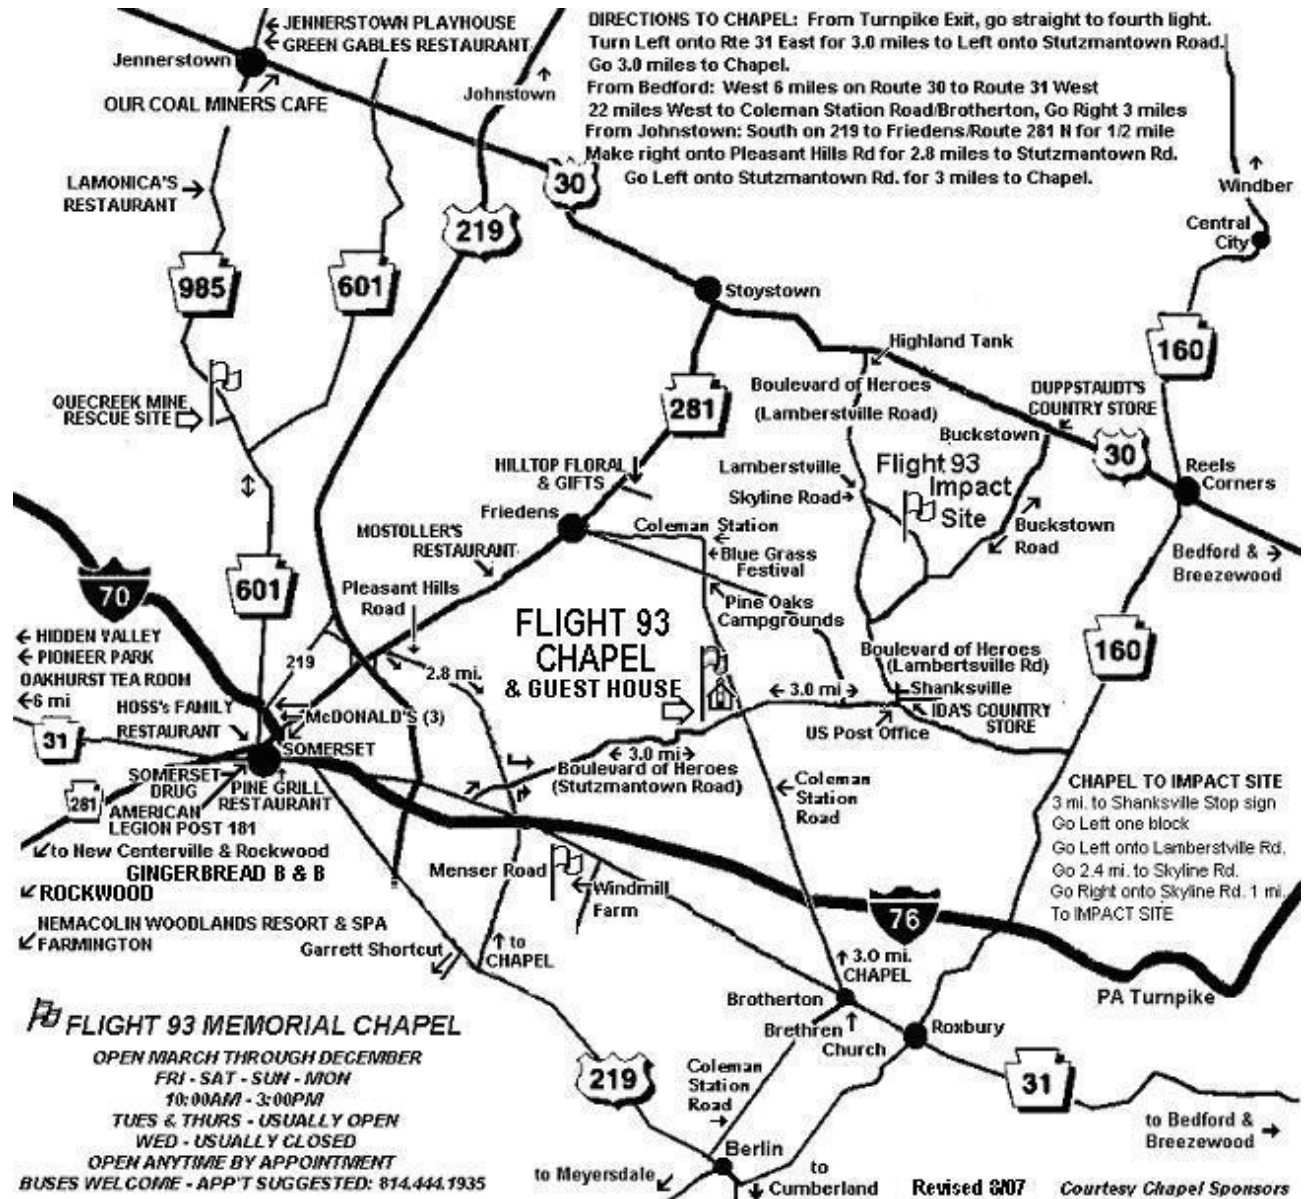 JENNERSTOWN PLAYHOUSE
GREEN GABLES RESTAURANT
Jennerstown
OUR COAL MINERS CAFE
Johnstown
DIRECTIONS TO CHAPEL: From Turnpike Exit, go straight to fourth light.
Turn Left onto Rte 31 East for 3.0 miles to Left onto Stutzmantown Road.
Go 3.0 miles to Chapel.
From Bedford: West 6 miles on Route 30 to Route 31 West
22 miles West to Coleman Station Road/Brotherton, Go Right 3 miles
From Johnstown: South on 219 to Friedens/Route 281 N for 1/2 mile
Make right onto Pleasant Hills Rd for 2.8 miles to Stutzmantown Rd.
Go Left onto Stutzmantown Rd. for 3 miles to Chapel.
LAMONICA'S
RESTAURANT
30
219
Windber
Central
City
985
601
Stoystown
160
Highland Tank
QUECREEK MINE
RESCUE SITE
281
Boulevard of Heroes
(Lamberstville Road)
DUPPSTAUDT'S
COUNTRY STORE
Buckstown
30
Reels
Corners
HILLTOP FLORAL
& GIFTS
Lamberstville
Skyline Road
Flight 93
Impact
Site
Friedens
Coleman Station
Buckstown
Road
MOSTOLLER'S
RESTAURANT
Blue Grass
Festival
Bedford &
Breezewood
70
601
Pleasant Hills
Road
Pine Oaks
Campgrounds
FLIGHT 93
CHAPEL
& GUEST HOUSE
HIDDEN VALLEY
PIONEER PARK
OAKHURST TEA ROOM
6 mi
219
2.8 mi.
160
Boulevard of Heroes
(Lambertsville Rd)
3.0 mi
Shanksville
IDA'S COUNTRY
STORE
US Post Office
HOSS's FAMILY
RESTAURANT
McDONALD'S (3)
31
SOMERSET
3.0 mi
Boulevard of Heroes
(Stutzmantown Road)
SOMERSET
DRUG
PINE GRILL
RESTAURANT
281
AMERICAN
LEGION POST 181
Coleman
Station
Road
CHAPEL TO IMPACT SITE
3 mi. to Shanksville Stop sign
Go Left one block
Go Left onto Lamberstville Rd.
Go 2.4 mi. to Skyline Rd.
Go Right onto Skyline Rd. 1 mi.
To IMPACT SITE
to New Centerville & Rockwood
GINGERBREAD B & B
ROCKWOOD
Menser Road
Windmill
Farm
76
NEMACOLIN WOODLANDS RESORT & SPA
FARMINGTON
Garrett Shortcut
to
CHAPEL
3.0 mi.
CHAPEL
PA Turnpike
Brotherton
Brethren
Church
Roxbury
FLIGHT 93 MEMORIAL CHAPEL
OPEN MARCH THROUGH DECEMBER
FRI - SAT - SUN - MON
10:00AM - 3:00PM
TUES & THURS - USUALLY OPEN
WED - USUALLY CLOSED
OPEN ANYTIME BY APPOINTMENT
BUSES WELCOME - APP'T SUGGESTED: 814.444.1935
219
Coleman
Station
Road
31
to Bedford &
Breezewood
Berlin
to Meyersdale
to
Cumberland
Revised 8/07
Courtesy Chapel Sponsors